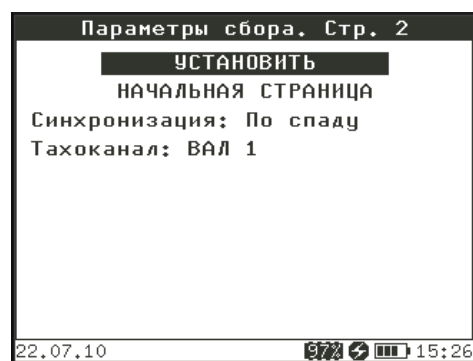 Параметры сбора. Стр. 2
УСТАНОВИТЬ
НАЧАЛЬНАЯ СТРАНИЦА
Синхронизация: По спаду
Тахоканал: ВАЛ 1
22.07.10 97% 15:26